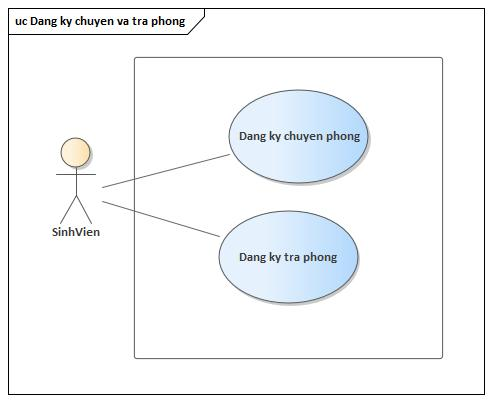 uc Dang ky chuyen va tra phong
Dang ky chuyen phong
SinhVien
Dang ky tra phong